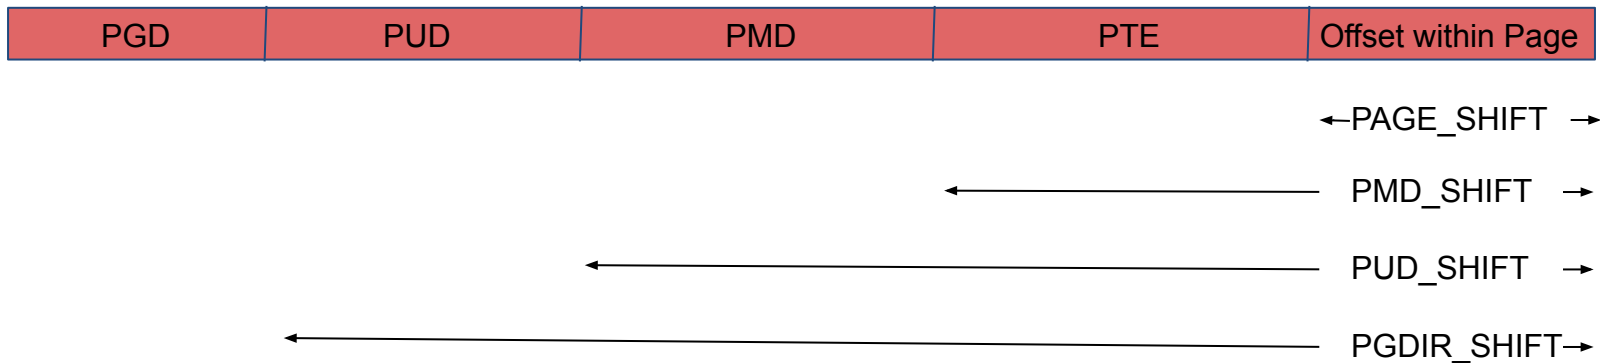 PGD PUD PMD PTE Offset within Page
PAGE_SHIFT
PMD_SHIFT
PUD_SHIFT
PGDIR_SHIFT